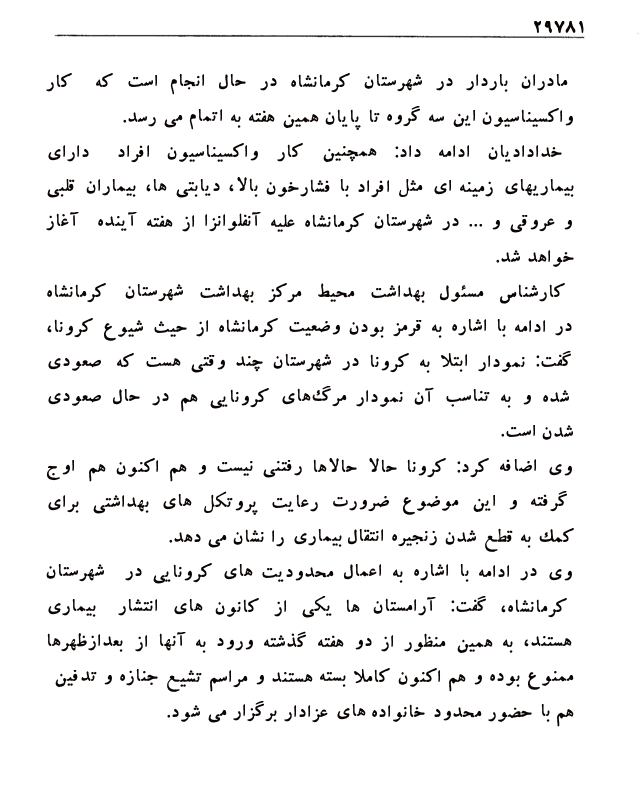 ۲۹۷۸۱
مادران باردار در شهرستان کرمانشاه در حال انجام است که کار
واکسیناسیون این سه گروه تا پایان همین هفته به اتمام می رسد.
خدادادیان ادامه داد: همچنین کار واکسیناسیون افراد دارای
بیماریهای زمینه ای مثل افراد با فشارخون بالا، دیابتی ها، بیماران قلبی
و عروقی و ... در شهرستان کرمانشاه علیه آنفلوانزا از هفته آینده آغاز
خواهد شد.
کارشناس مسئول بهداشت محیط مرکز بهداشت شهرستان کرمانشاه
در ادامه با اشاره به قرمز بودن وضعیت کرمانشاه از حیث شیوع کرونا،
گفت: نمودار ابتلا به کرونا در شهرستان چند وقتی هست که صعودی
شده و به تناسب آن نمودار مرگ‌های کرونایی هم در حال صعودی
شدن است.
وی اضافه کرد: کرونا حالا حالاها رفتنی نیست و هم اکنون هم اوج
گرفته و این موضوع ضرورت رعایت پروتکل های بهداشتی برای
کمک به قطع شدن زنجیره انتقال بیماری را نشان می دهد.
وی در ادامه با اشاره به اعمال محدودیت های کرونایی در شهرستان
کرمانشاه، گفت: آرامستان ها یکی از کانون های انتشار بیماری
هستند، به همین منظور از دو هفته گذشته ورود به آنها از بعدازظهرها
ممنوع بوده و هم اکنون کاملا بسته هستند و مراسم تشیع جنازه و تدفین
هم با حضور محدود خانواده های عزادار برگزار می شود.